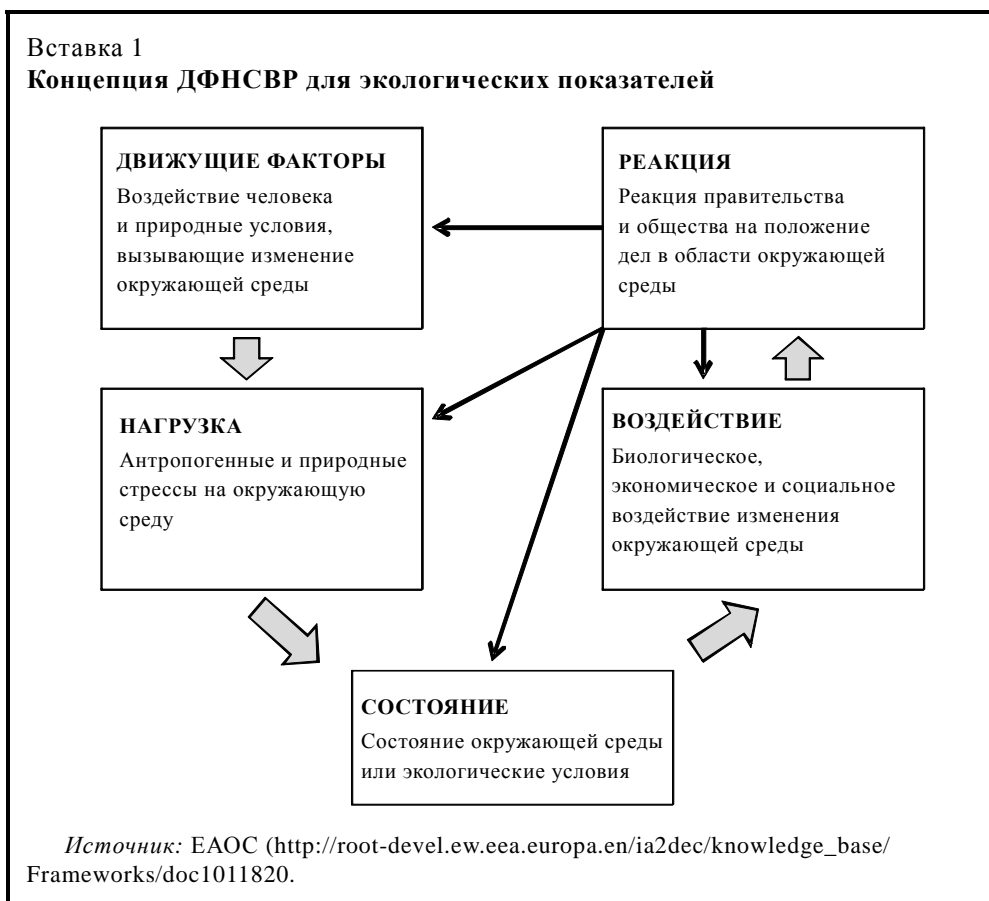 Вставка 1
Концепция ДФНСВР для экологических показателей
ДВИЖУЩИЕ ФАКТОРЫ
Воздействие человека
и природные условия,
вызывающие изменение
окружающей среды
РЕАКЦИЯ
Реакция правительства
и общества на положение
дел в области окружающей
среды
НАГРУЗКА
Антропогенные и природные
стрессы на окружающую
среду
ВОЗДЕЙСТВИЕ
Биологическое,
экономическое и социальное
воздействие изменения
окружающей среды
СОСТОЯНИЕ
Состояние окружающей среды
или экологические условия
Источник: ЕАОС (http://root-devel.ew.eea.europa.en/ia2dec/knowledge_base/
Frameworks/doc1011820.